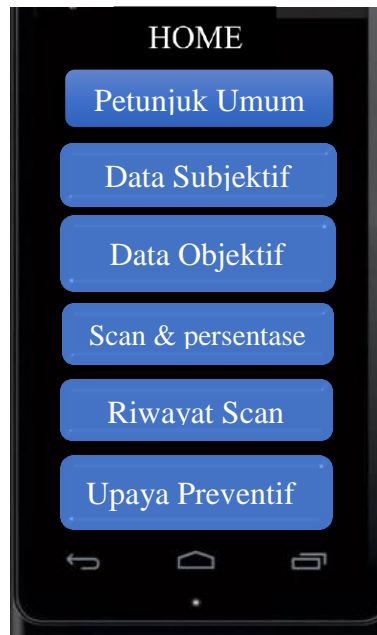 HOME
Petunjuk Umum
Data Subjektif
Data Objektif
Scan & persentase
Riwayat Scan
Upaya Preventif